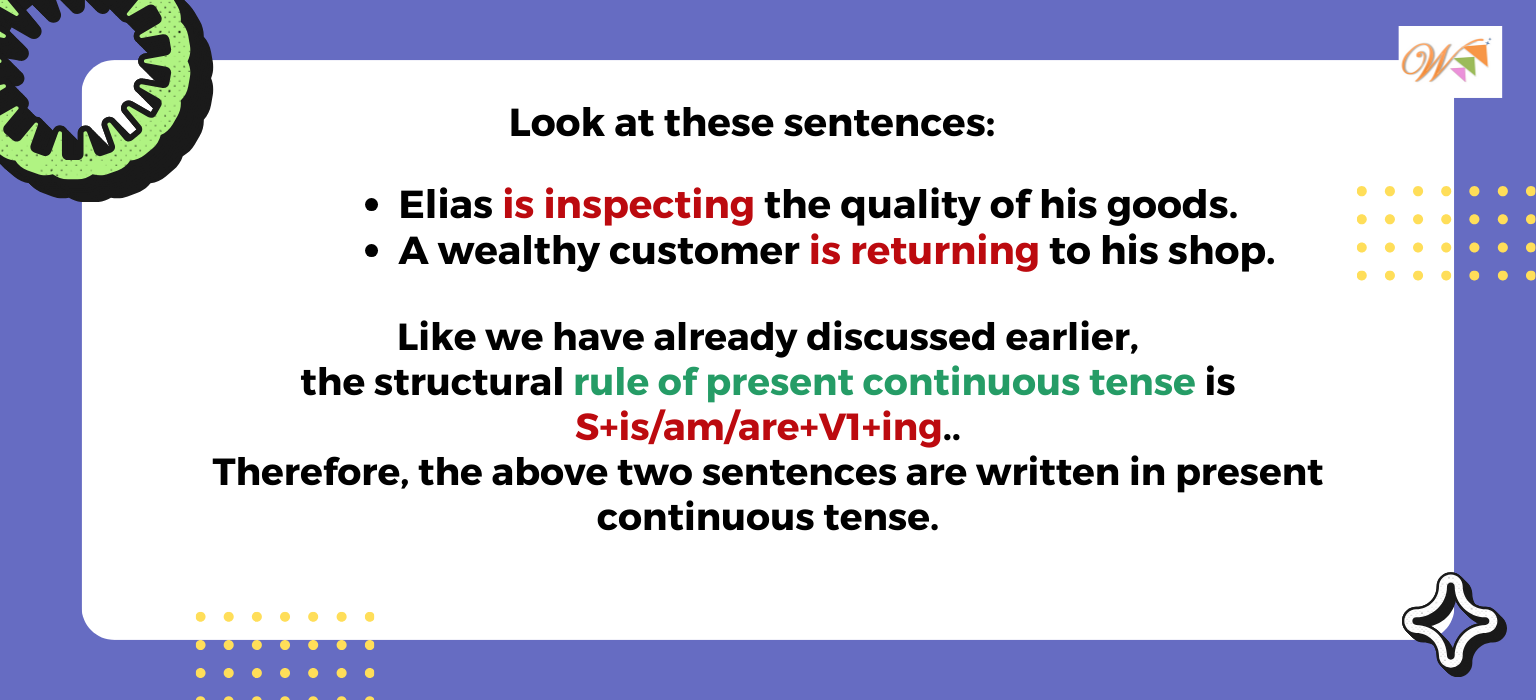 W
Look at these sentences:
• Elias is inspecting the quality of his goods.
• A wealthy customer is returning to his shop.
Like we have already discussed earlier,
the structural rule of present continuous tense is
S+is/am/are+V1+ing..
Therefore, the above two sentences are written in present
continuous tense.